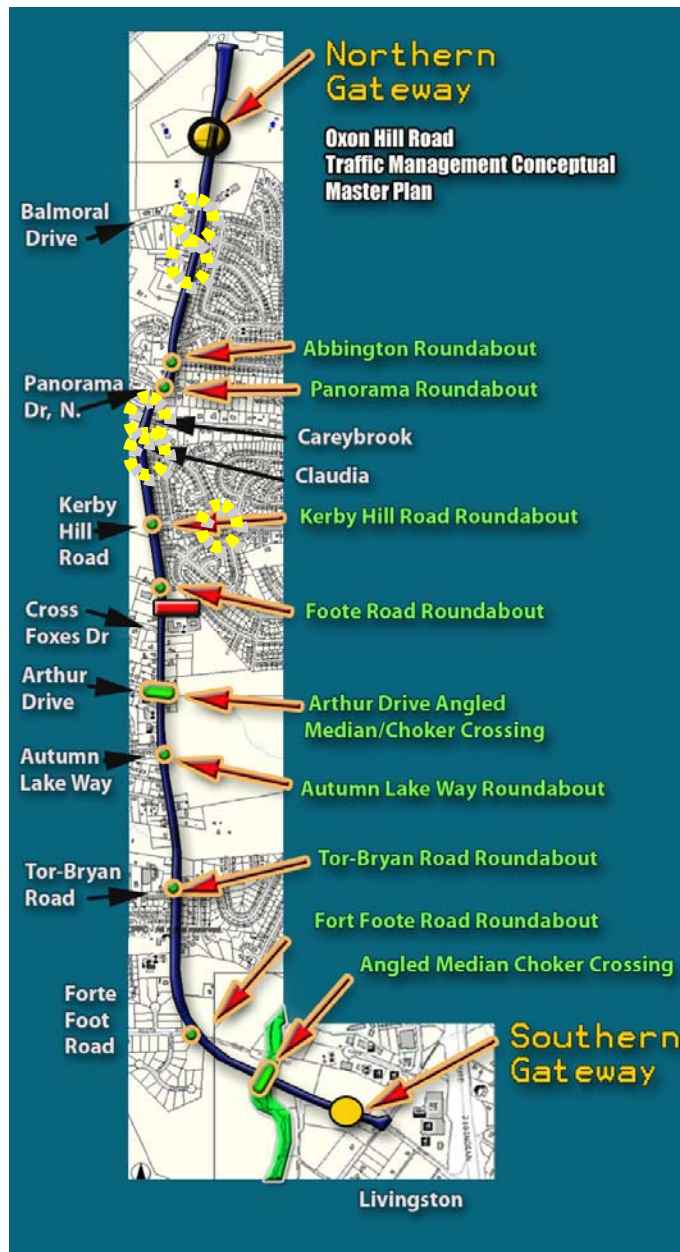 Northern
Gateway
Oxon Hill Road
Traffic Management Conceptual
Master Plan
Balmoral
Drive
Abbington Roundabout
Panorama
Dr, N.
Panorama Roundabout
Careybrook
Claudia
Kerby
Hill
Road
Kerby Hill Road Roundabout
Cross
Foxes Dr
Foote Road Roundabout
Arthur
Drive
Arthur Drive Angled
Median/Choker Crossing
Autumn
Lake Way
Autumn Lake Way Roundabout
Tor-Bryan
Road
Tor-Bryan Road Roundabout
Fort Foote Road Roundabout
Angled Median Choker Crossing
Forte
Foot
Road
Southern
Gateway
Livingston